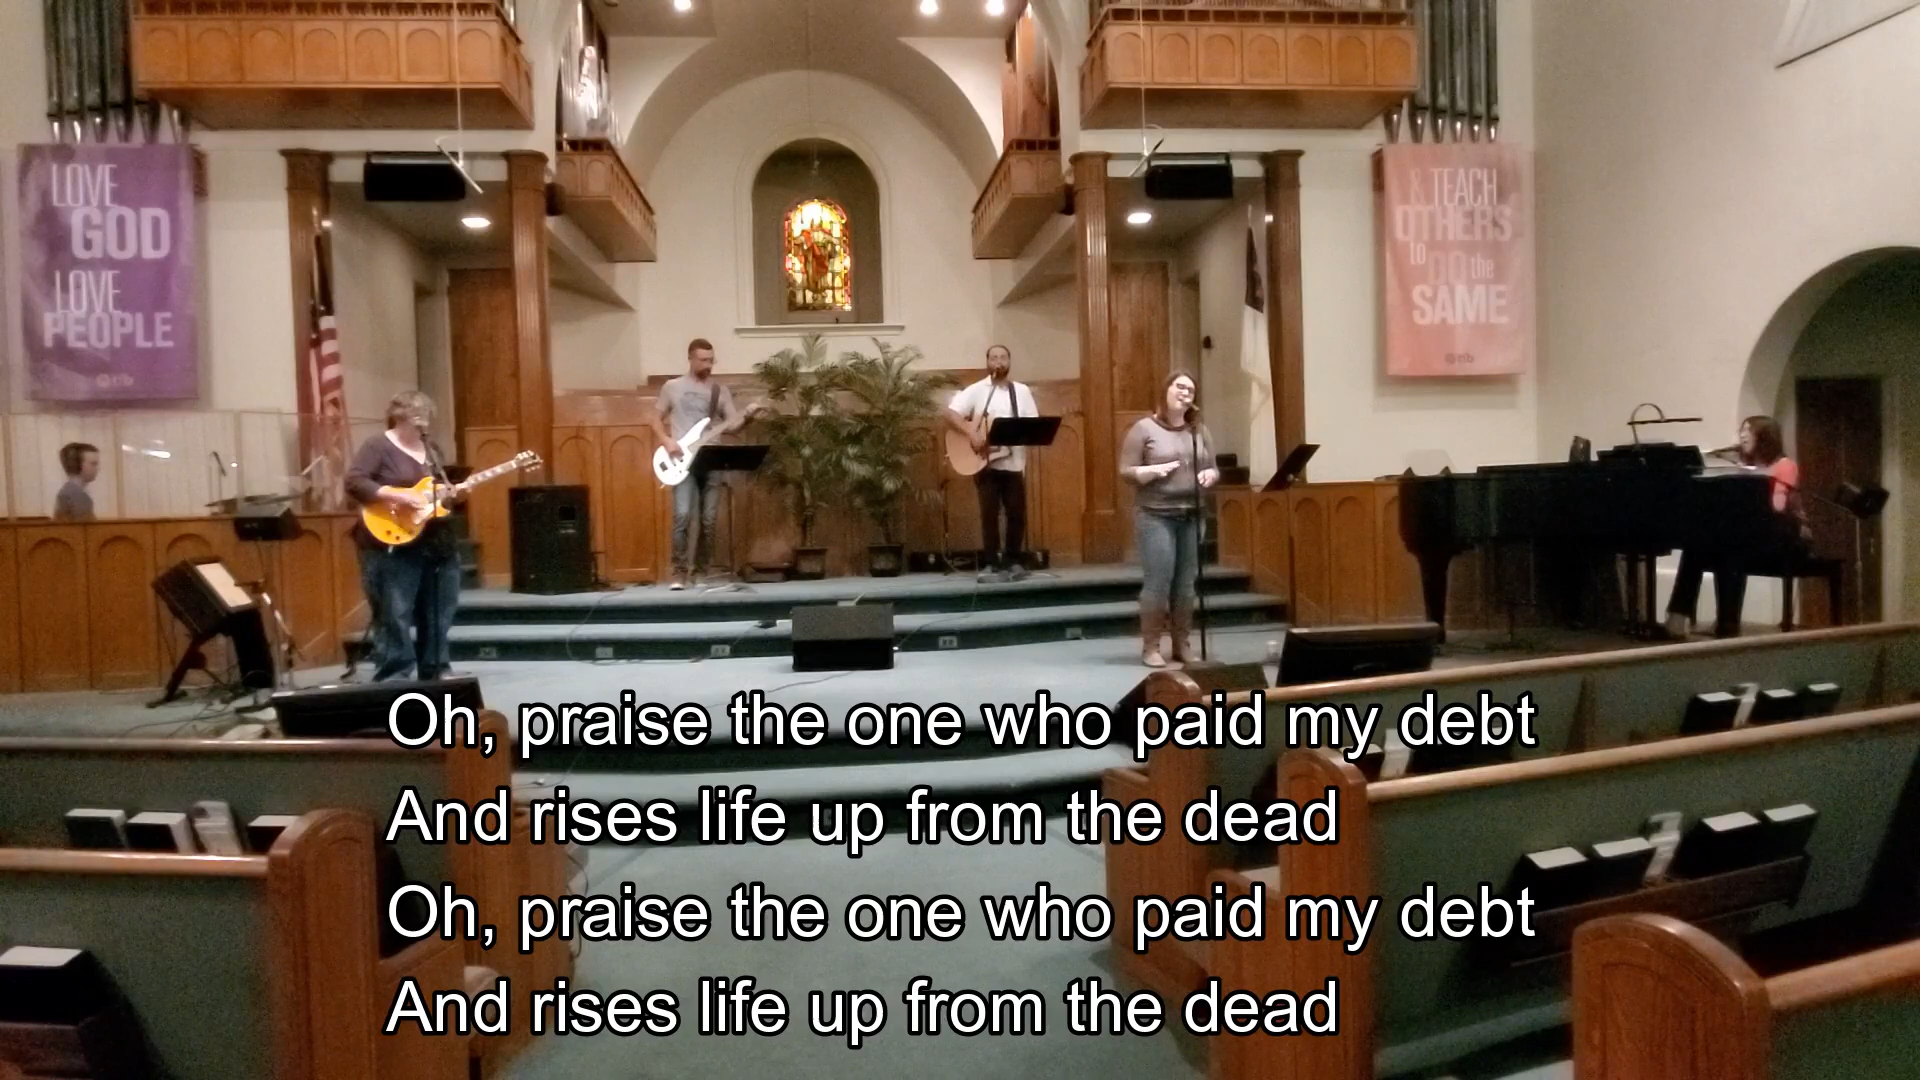 LOVE
GOD
LOVE
PEOPLE
& TEACH
OTHERS
to DO the
SAME
Oh, praise the one who paid my debt
And rises life up from the dead
Oh, praise the one who paid my debt
And rises life up from the dead